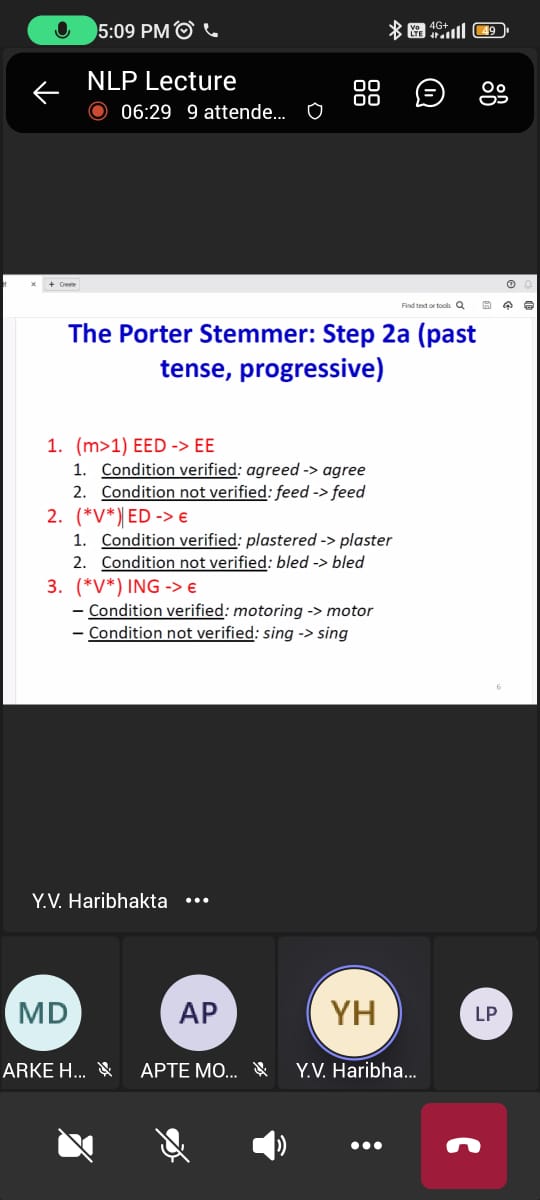 5:09 PM
Vo LTE 4G+ 49
NLP Lecture
06:29 9 attende...
+ Create
Find text or tools
The Porter Stemmer: Step 2a (past
tense, progressive)
1. (m>1) EED -> EE
1. Condition verified: agreed -> agree
2. Condition not verified: feed -> feed
2. (*V*) ED -> ϵ
1. Condition verified: plastered -> plaster
2. Condition not verified: bled -> bled
3. (*V*) ING -> ϵ
– Condition verified: motoring -> motor
– Condition not verified: sing -> sing
6
Y.V. Haribhakta
MD AP YH LP
ARKE H... APTE MO... Y.V. Haribha...